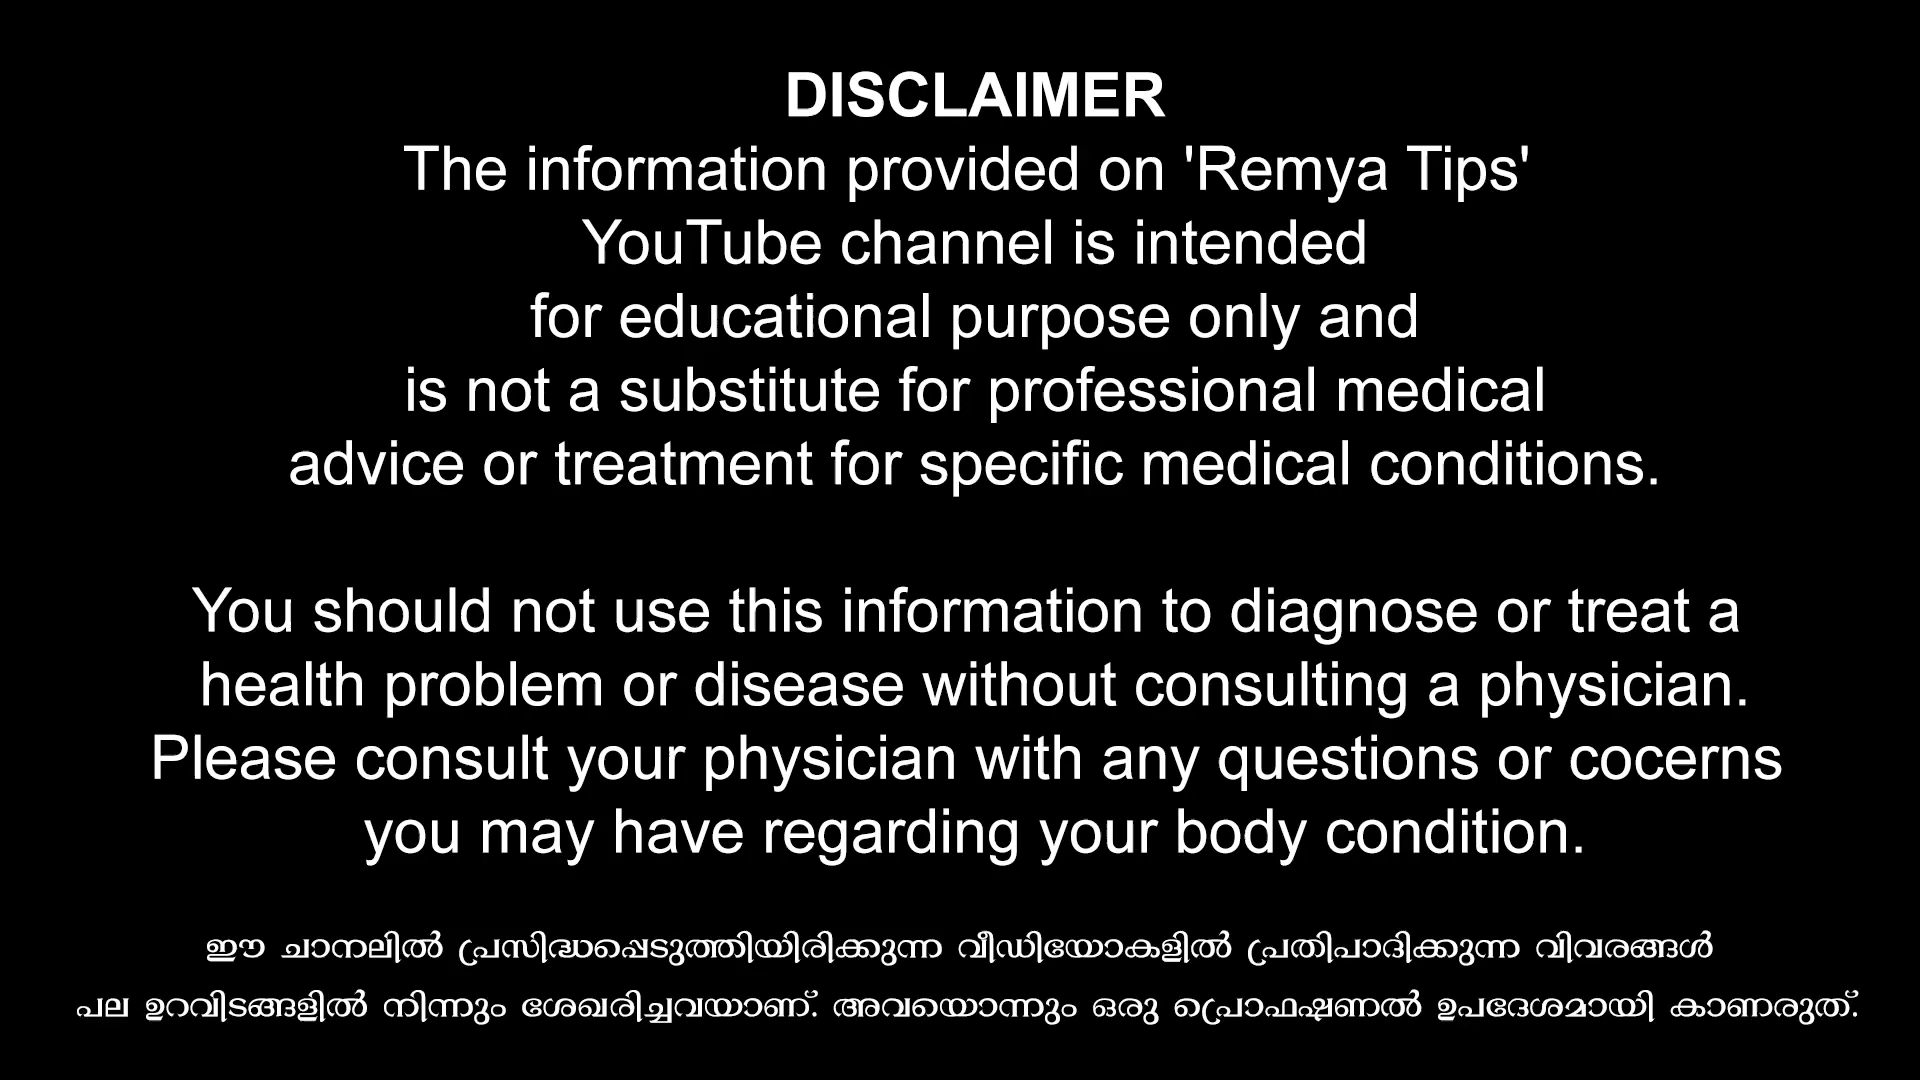 DISCLAIMER
The information provided on 'Remya Tips'
YouTube channel is intended
for educational purpose only and
is not a substitute for professional medical
advice or treatment for specific medical conditions.
You should not use this information to diagnose or treat a
health problem or disease without consulting a physician.
Please consult your physician with any questions or cocerns
you may have regarding your body condition.
ഈ ചാനലിൽ പ്രസിദ്ധപ്പെടുത്തിയിരിക്കുന്ന വീഡിയോകളിൽ പ്രതിപാദിക്കുന്ന വിവരങ്ങൾ
പല ഉറവിടങ്ങളിൽ നിന്നും ശേഖരിച്ചവയാണ്. അവയൊന്നും ഒരു പ്രൊഫഷണൽ ഉപദേശമായി കാണരുത്.